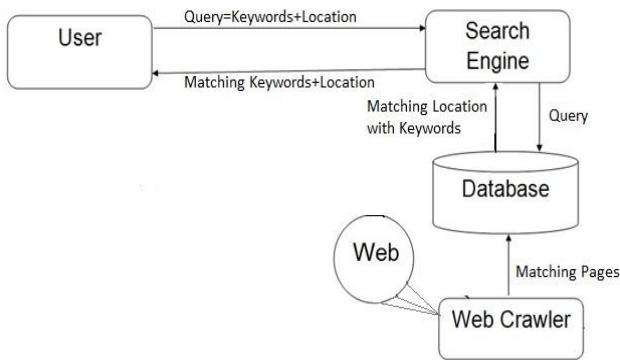 User
Query=Keywords+Location
Search
Engine
Matching Keywords+Location
Matching Location
with Keywords
Query
Database
Web
Matching Pages
Web Crawler